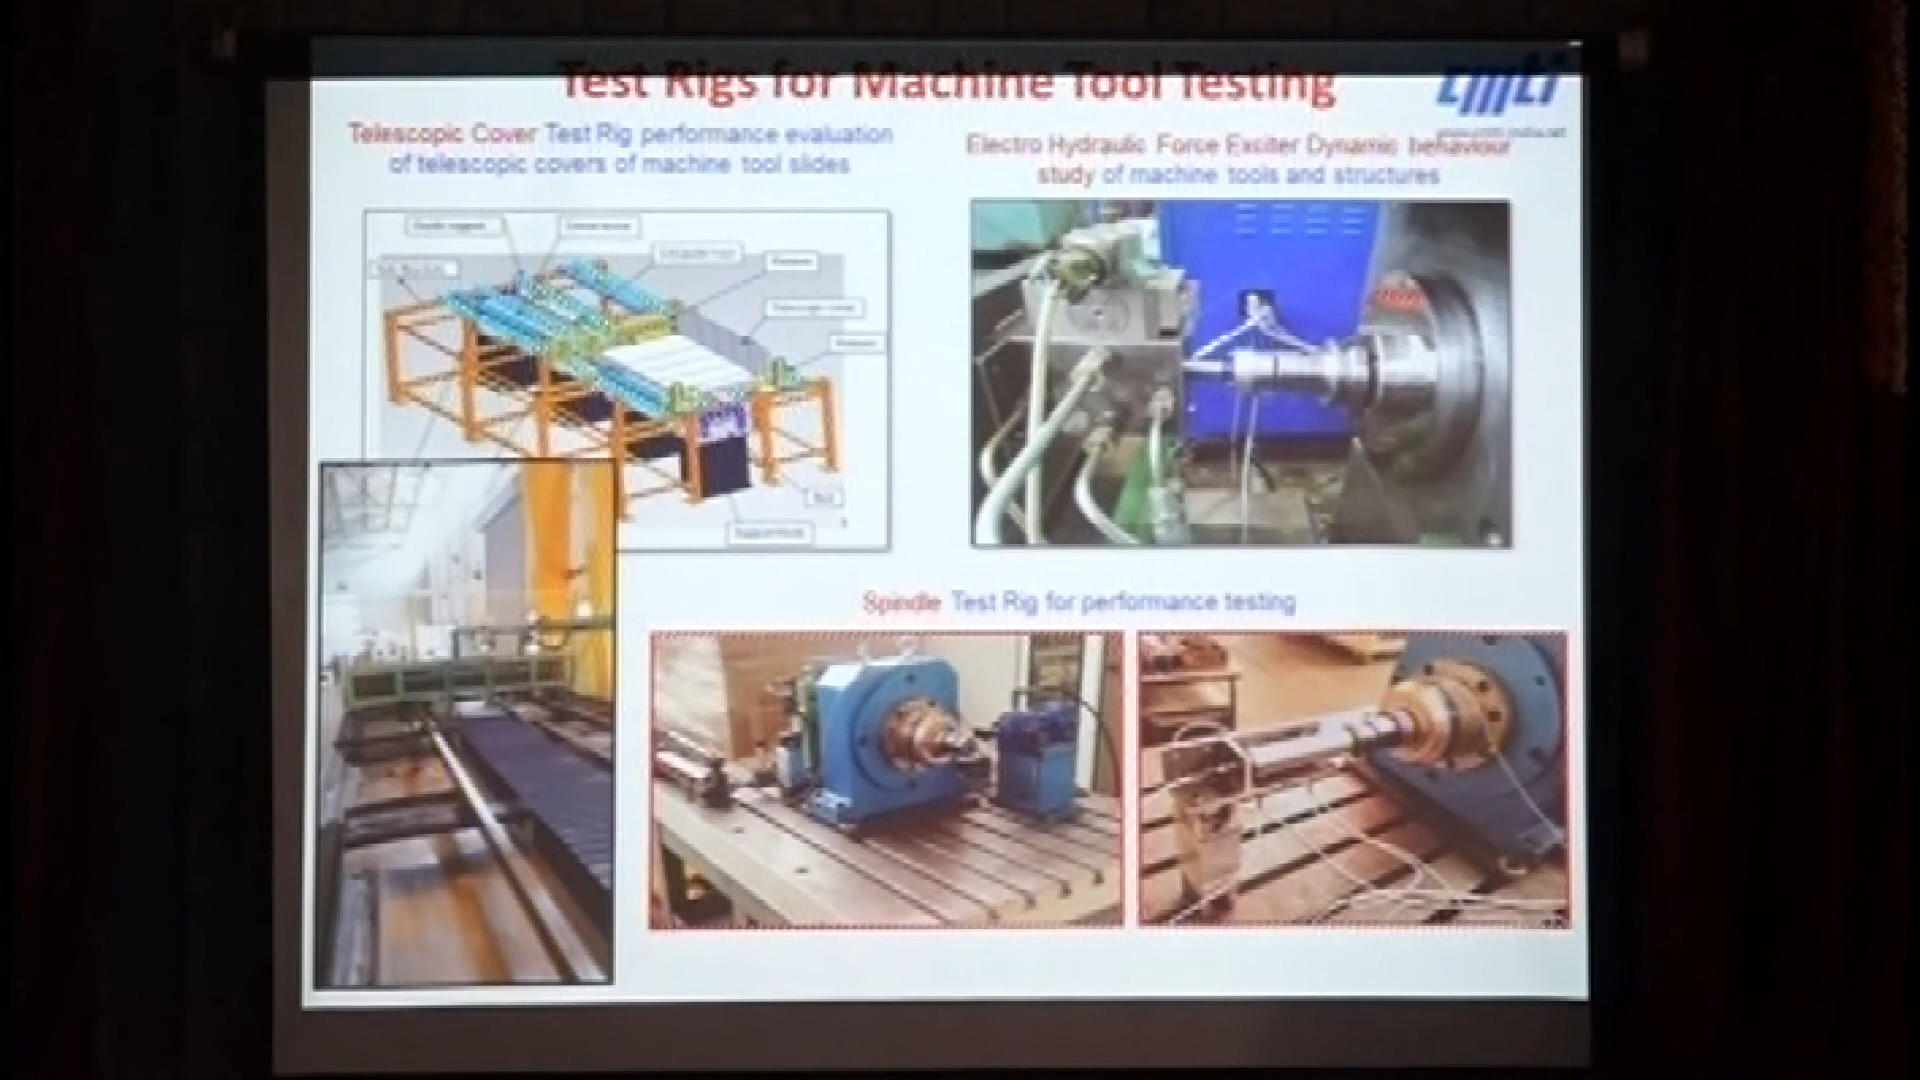 Test Rigs for Machine Tool Testing
cmti
Telescopic Cover Test Rig performance evaluation
of telescopic covers of machine tool slides
Electro Hydraulic Force Exciter Dynamic behaviour
study of machine tools and structures
Spindle Test Rig for performance testing